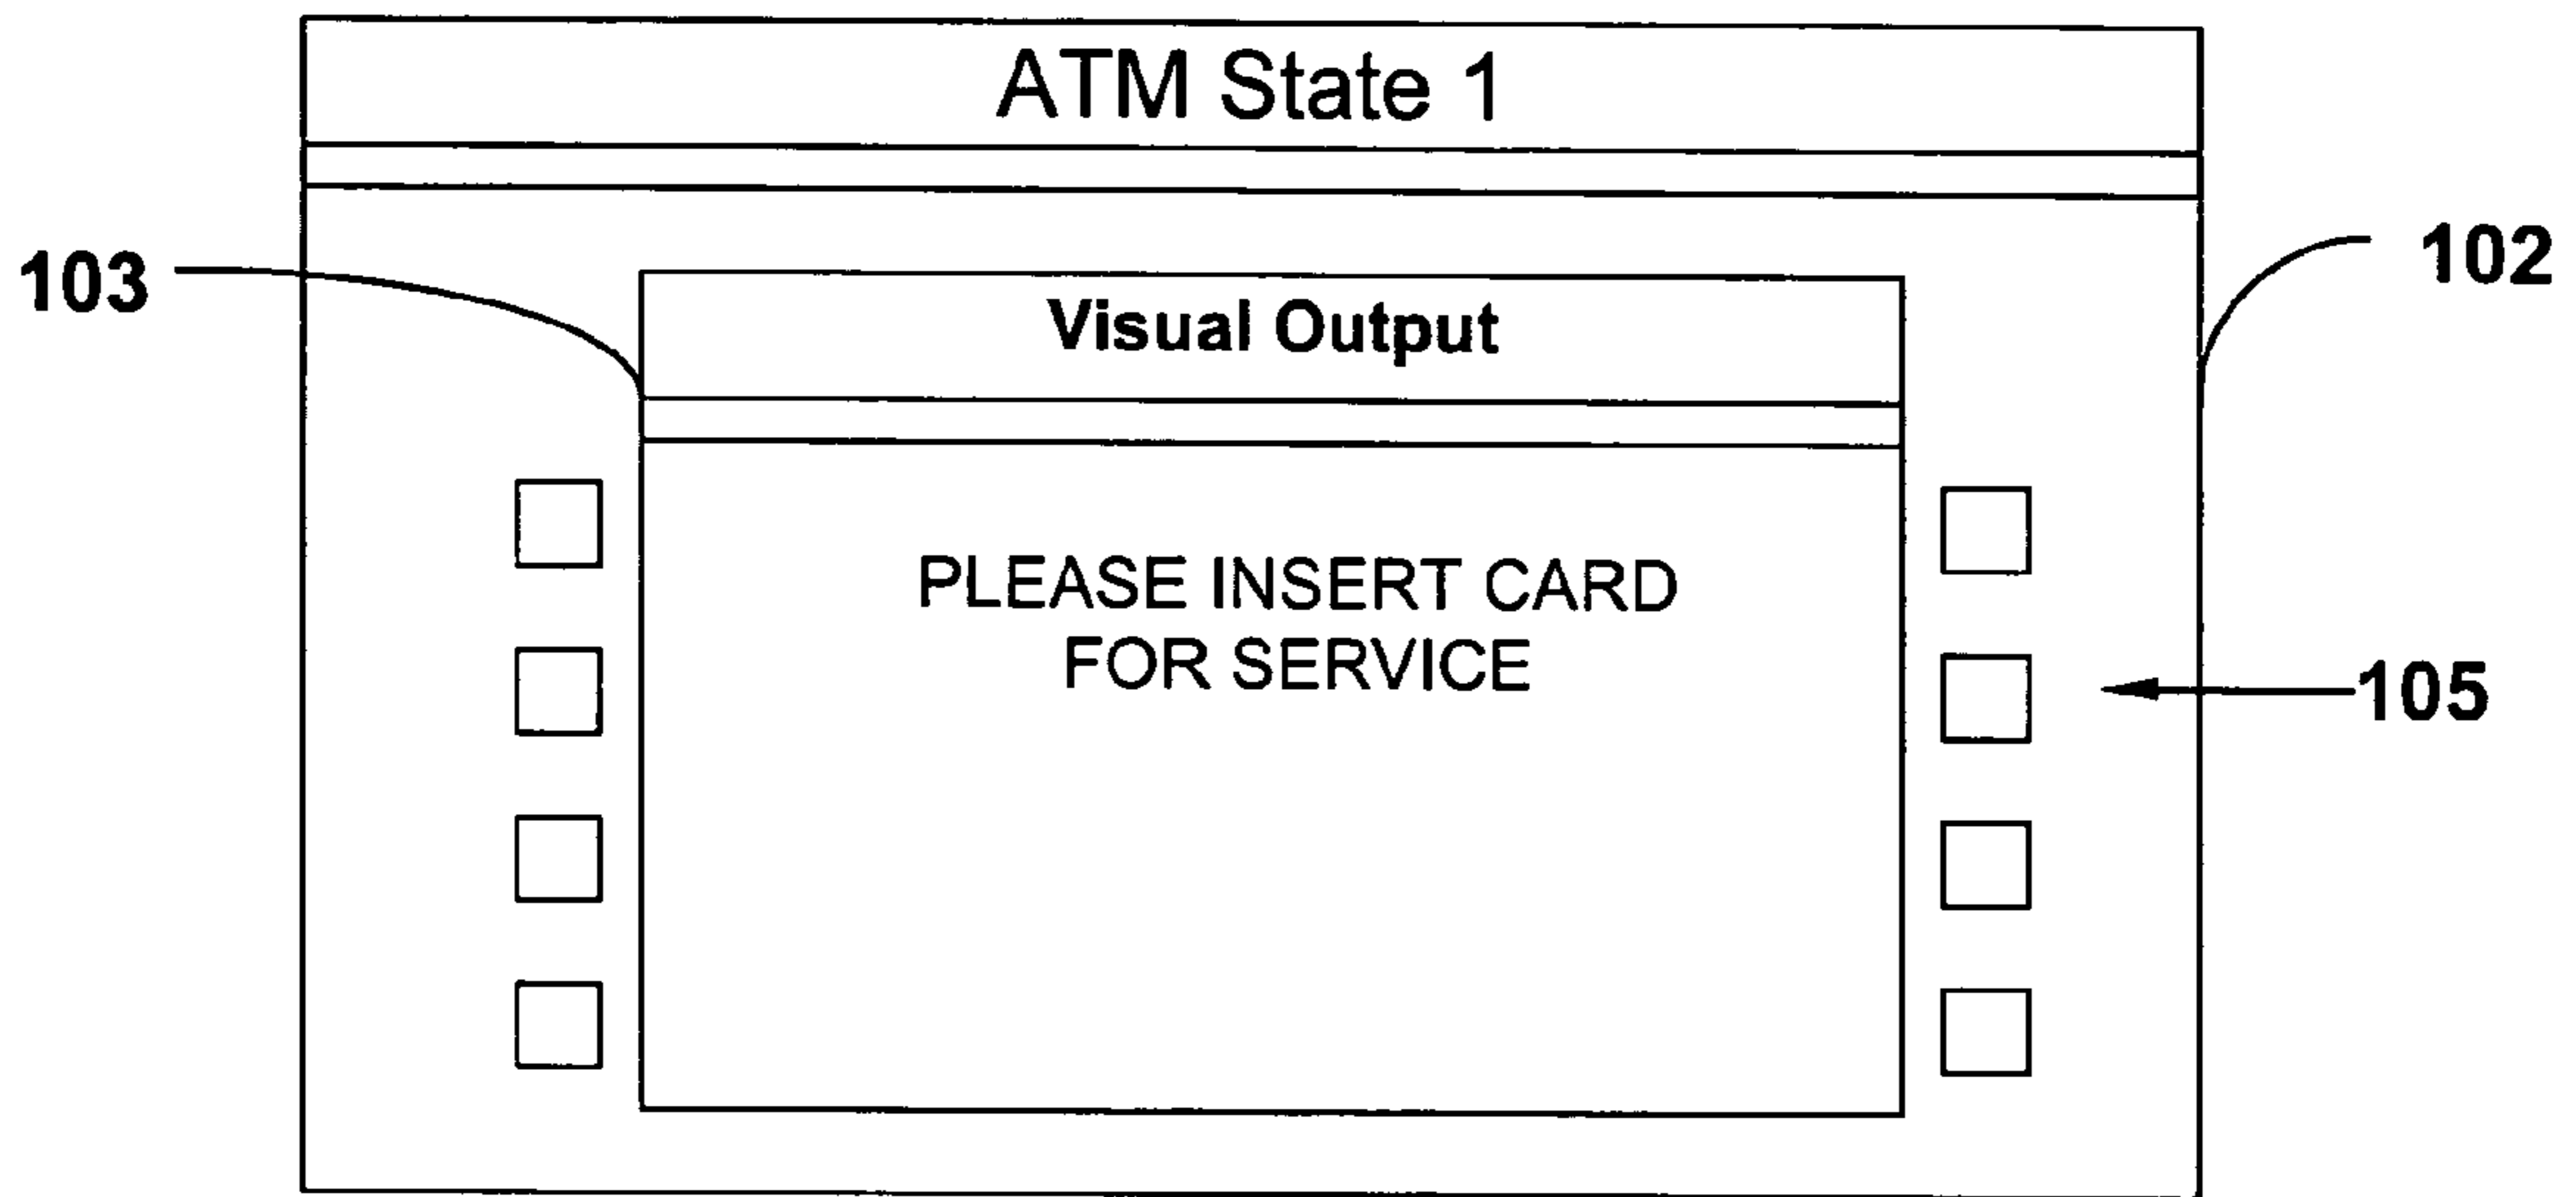 ATM State 1
103
102
Visual Output
PLEASE INSERT CARD
FOR SERVICE
105